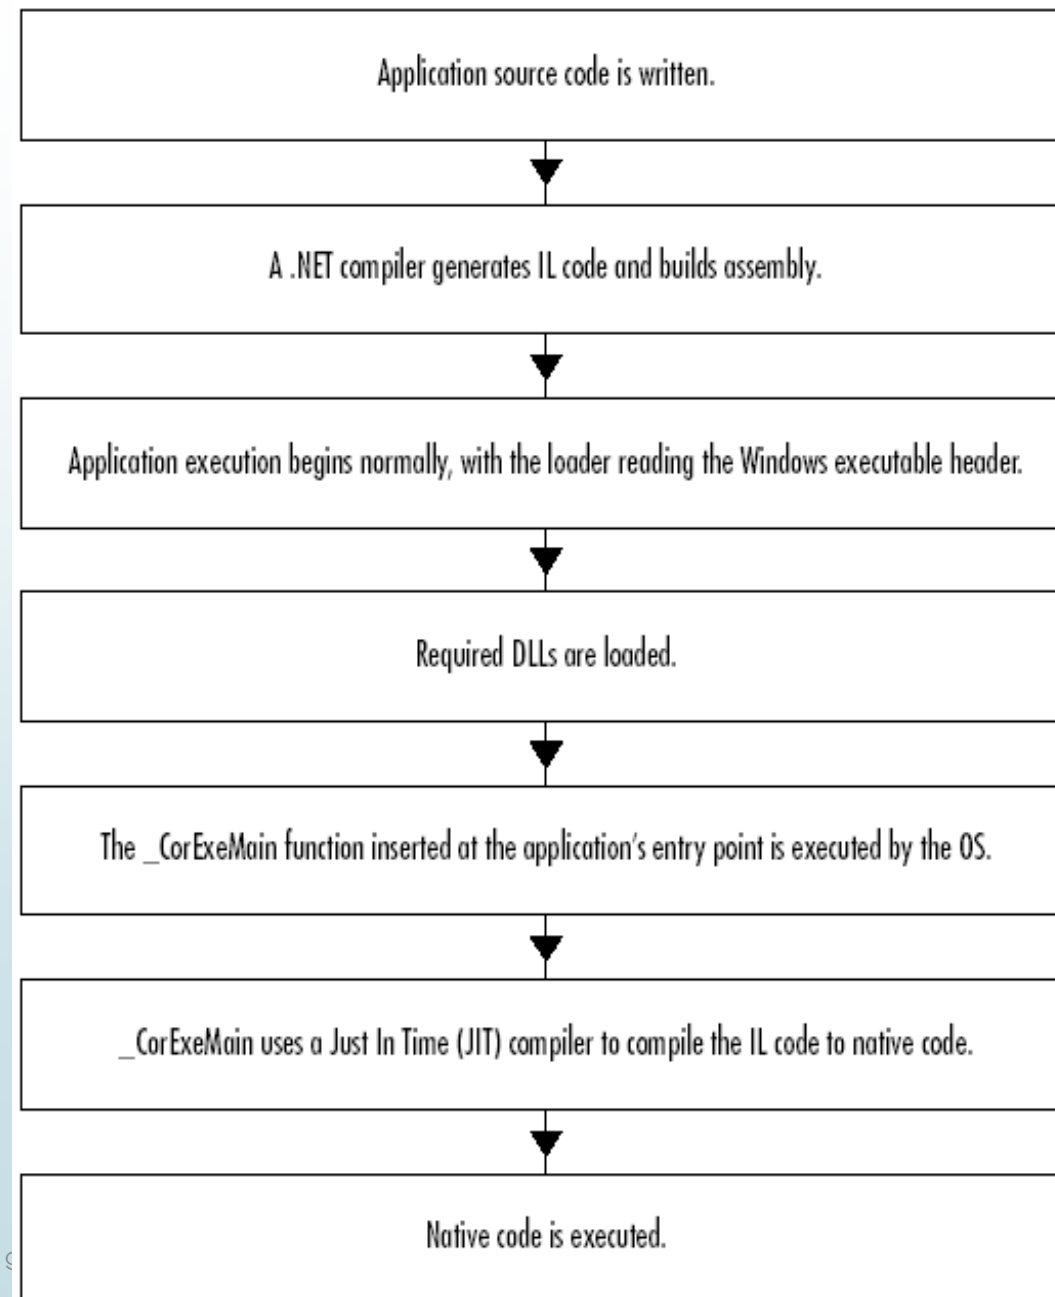 Application source code is written.
A .NET compiler generates IL code and builds assembly.
Application execution begins normally, with the loader reading the Windows executable header.
Required DLLs are loaded.
The _CorExeMain function inserted at the application's entry point is executed by the OS.
_CorExeMain uses a Just In Time (JIT) compiler to compile the IL code to native code.
Native code is executed.